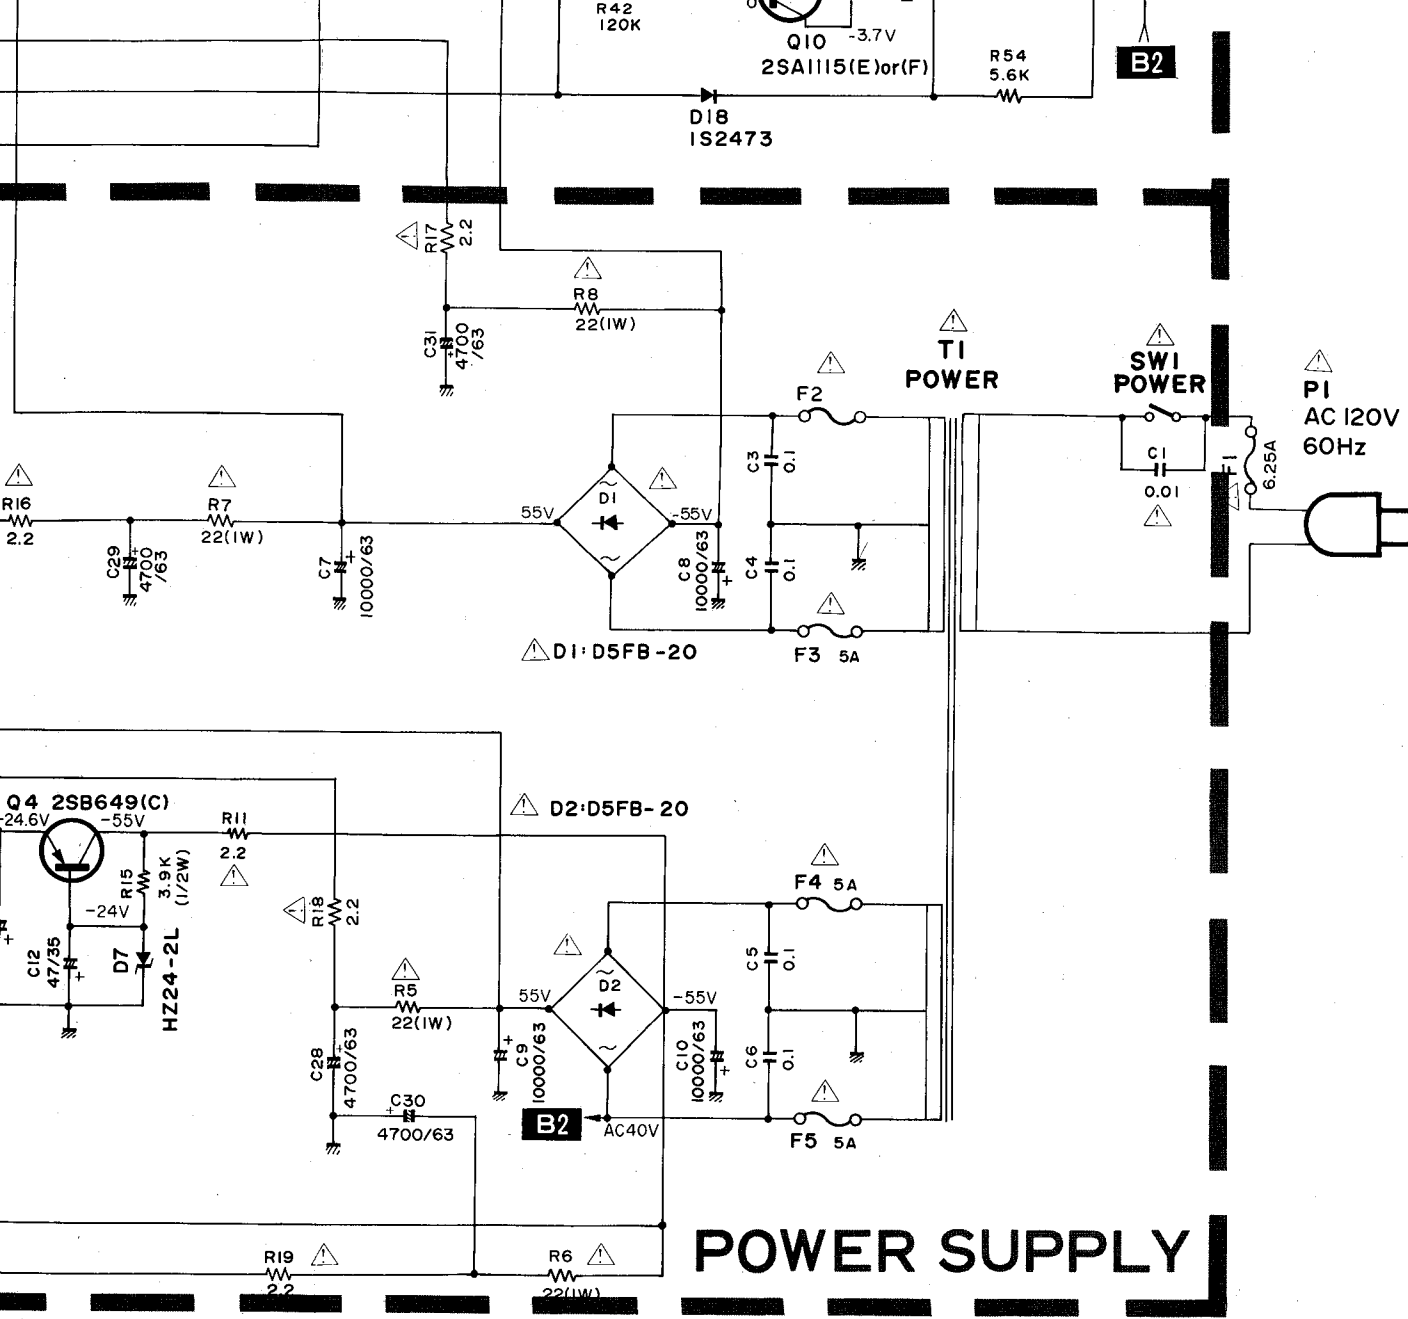 R42
120K
Q10
-3.7V
2SA1115(E)or(F)
R54
5.6K
B2
D18
1S2473
R17
2.2
R8
22(1W)
C31
4700
/63
T1
POWER
SW1
POWER
P1
AC 120V
60Hz
F2
C3
0.1
C1
0.01
F1
6.25A
R16
2.2
R7
22(1W)
C29
4700
/63
C7
10000/63
55V
D1
-55V
C8
10000/63
C4
0.1
D1:D5FB-20
F3 5A
Q4 2SB649(C)
-24.6V
-55V
R11
2.2
D2:D5FB-20
R15
3.9K
(1/2W)
-24V
C12
47/35
D7
HZ24-2L
R18
2.2
F4 5A
C5
0.1
R5
22(1W)
55V
D2
-55V
C28
4700/63
C9
10000/63
C10
10000/63
C6
0.1
C30
4700/63
B2
AC40V
F5 5A
POWER SUPPLY
R19
2.2
R6
22(1W)